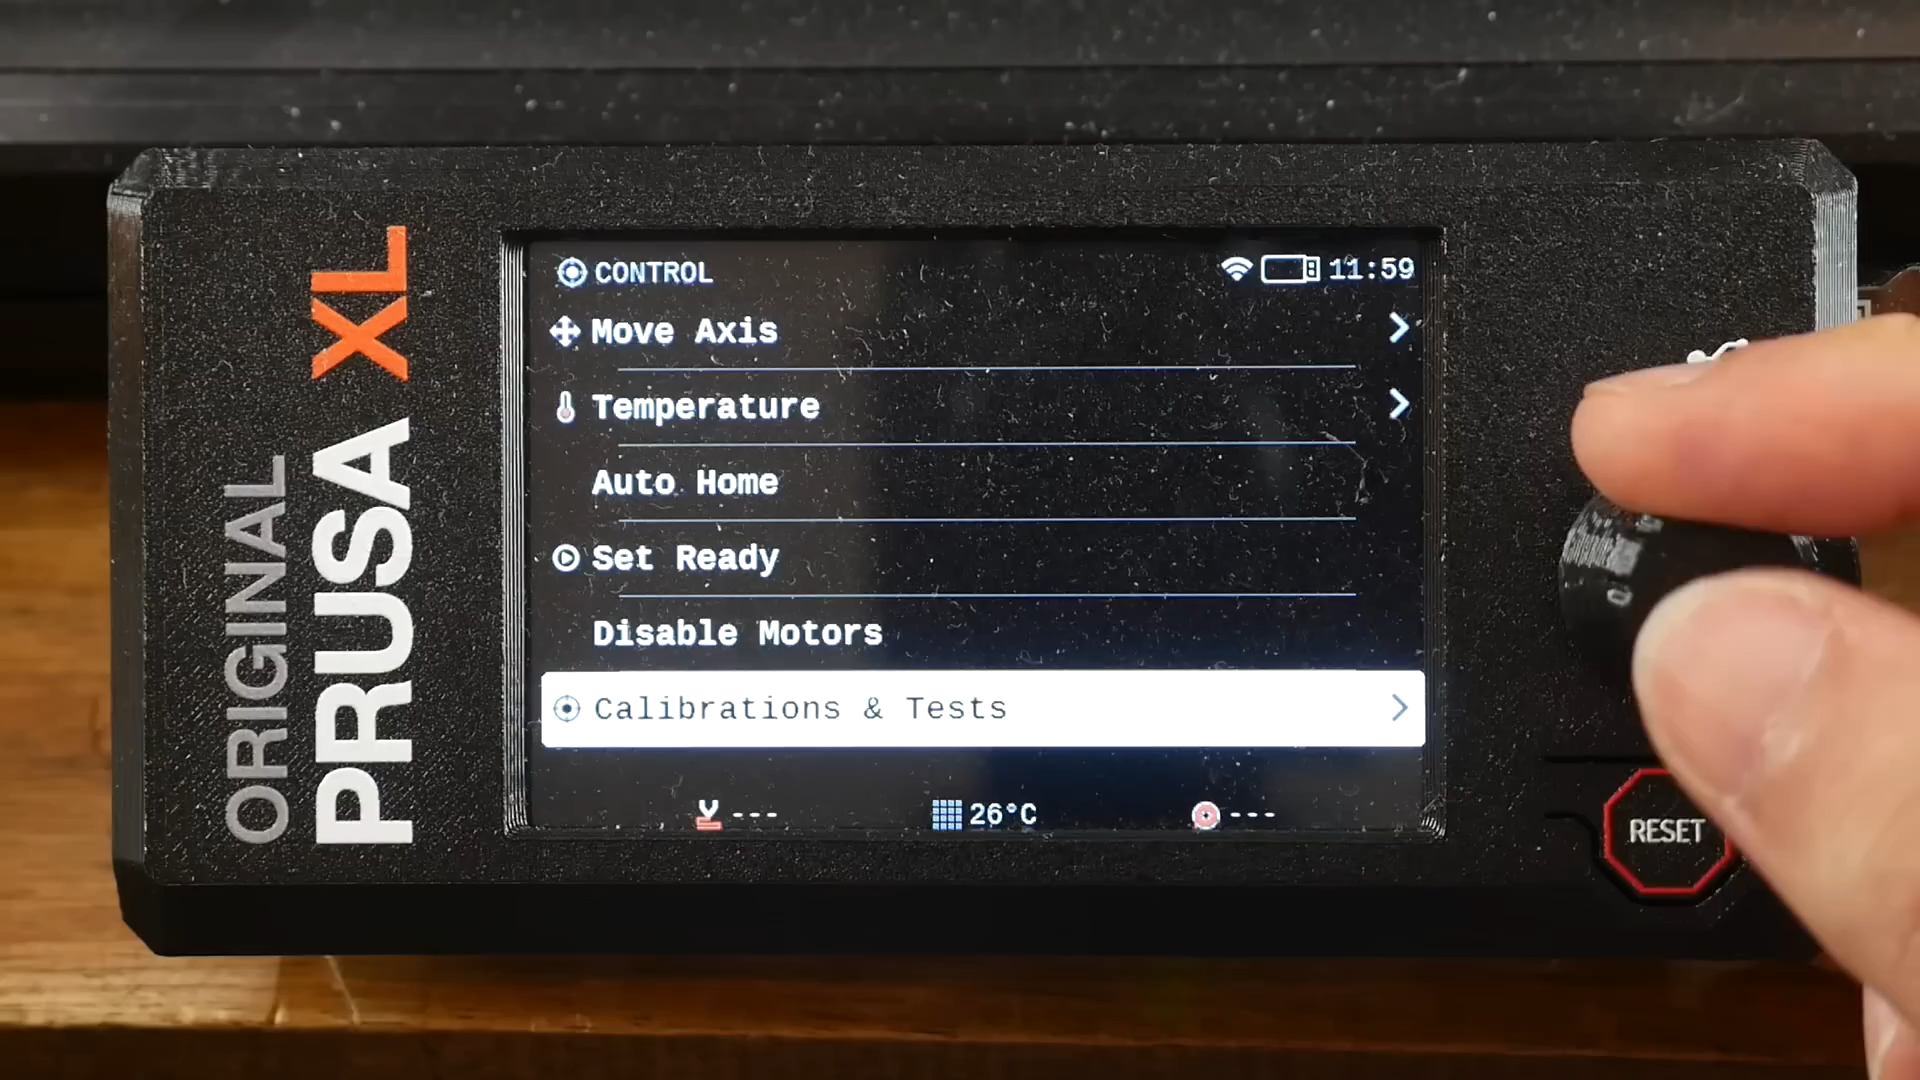 ORIGINAL
PRUSA XL
CONTROL
11:59
Move Axis
Temperature
Auto Home
Set Ready
Disable Motors
Calibrations & Tests
---
26°C
---
RESET